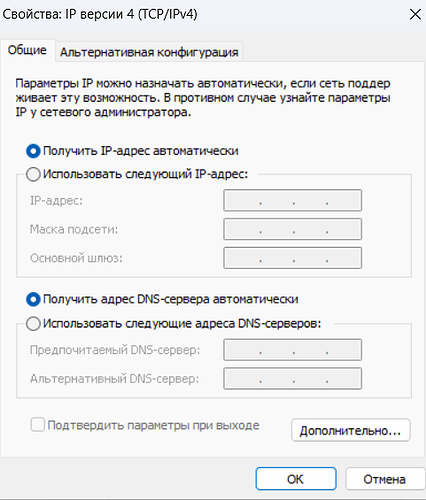 Свойства: IP версии 4 (TCP/IPv4)
Общие
Альтернативная конфигурация
Параметры IP можно назначать автоматически, если сеть поддер
живает эту возможность. В противном случае узнайте параметры
IP у сетевого администратора.
Получить IP-адрес автоматически
Использовать следующий IP-адрес:
IP-адрес:
Маска подсети:
Основной шлюз:
Получить адрес DNS-сервера автоматически
Использовать следующие адреса DNS-серверов:
Предпочитаемый DNS-сервер:
Альтернативный DNS-сервер:
Подтвердить параметры при выходе
Дополнительно...
ОК
Отмена